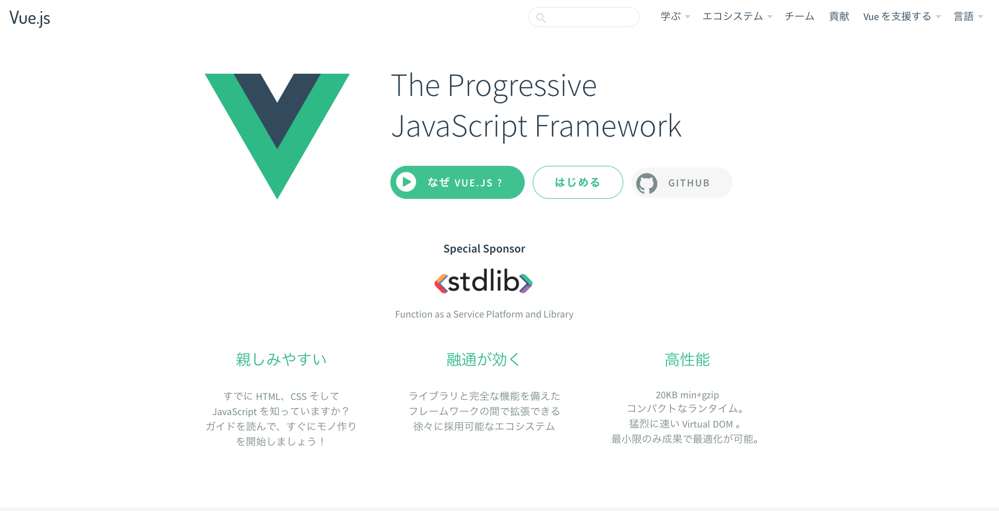 Vue.js
学ぶ エコシステム チーム 貢献 Vue を支援する 言語
The Progressive
JavaScript Framework
なぜ VUE.JS ? はじめる GITHUB
Special Sponsor
<stdlib>
Function as a Service Platform and Library
親しみやすい
すでに HTML、CSS そして
JavaScript を知っていますか？
ガイドを読んで、すぐにモノ作り
を開始しましょう！
融通が効く
ライブラリと完全な機能を備えた
フレームワークの間で拡張できる
徐々に採用可能なエコシステム
高性能
20KB min+gzip
コンパクトなランタイム。
猛烈に速い Virtual DOM 。
最小限のみ成果で最適化が可能。